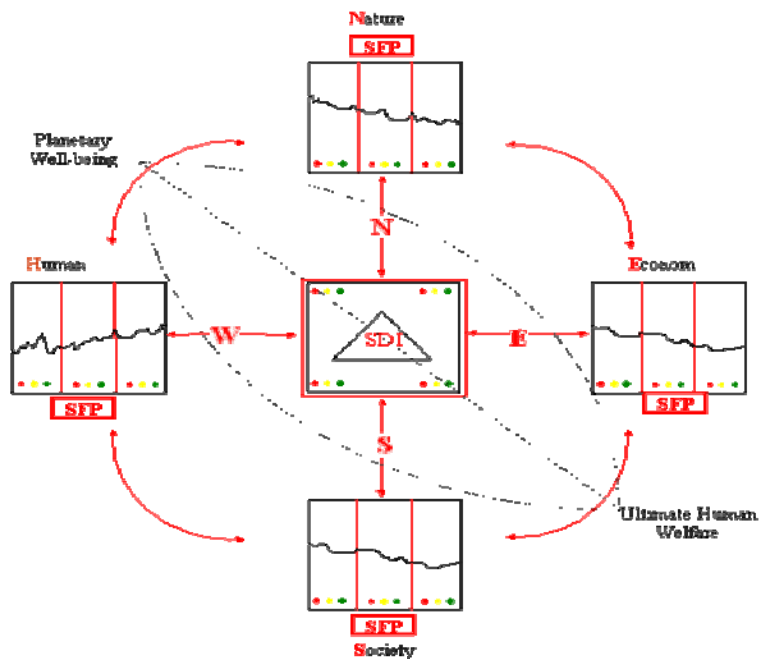 Nature
SFP
Planetary
Well-being
N
Human
Econom
W
SDI
E
SFP
SFP
S
Ultimate Human
Welfare
SFP
Society